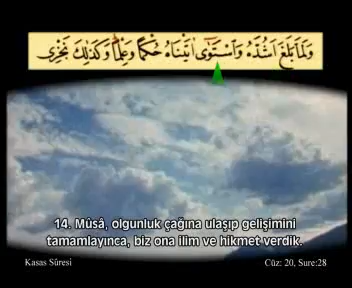 وَلَمَّا بَلَغَ اَشُدَّهُ وَاسْتَوٰٓى اٰتَيْنَاهُ حُكْمًا وَعِلْمًاۜ وَكَذٰلِكَ نَجْزِى
14. Mûsâ, olgunluk çağına ulaşıp gelişimini
tamamlayınca, biz ona ilim ve hikmet verdik.
Kasas Sûresi
Cüz: 20, Sure:28